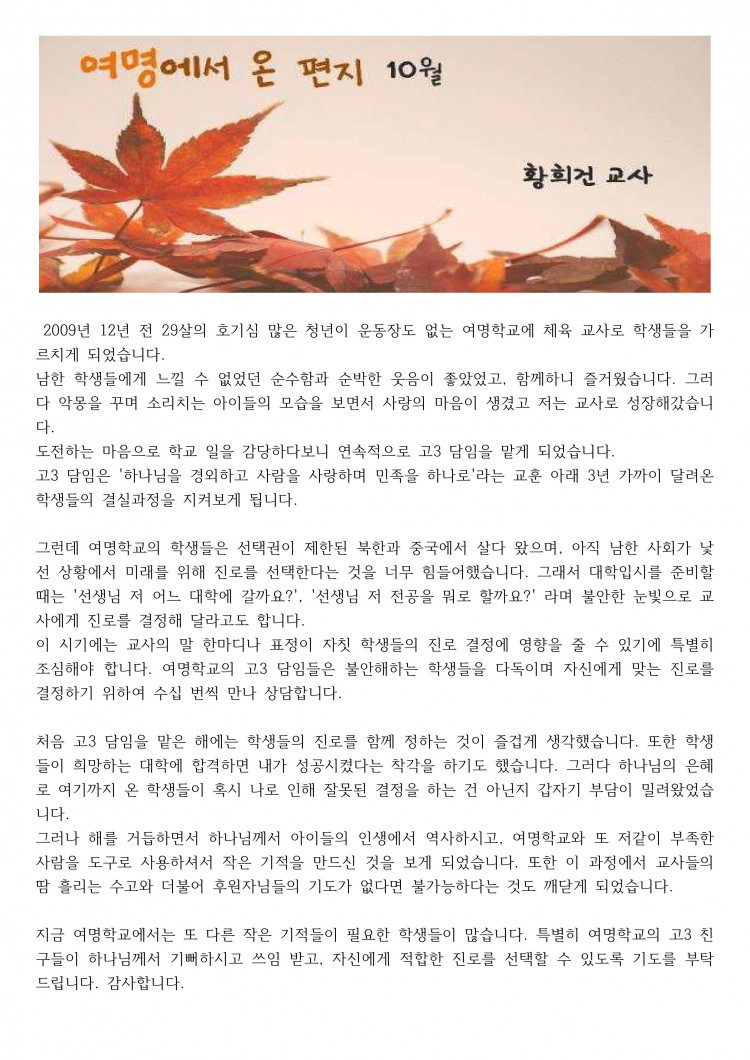 여명에서 온 편지 10월
황희건 교사
2009년 12년 전 29살의 호기심 많은 청년이 운동장도 없는 여명학교에 체육 교사로 학생들을 가
르치게 되었습니다.
남한 학생들에게 느낄 수 없었던 순수함과 순박한 웃음이 좋았었고, 함께하니 즐거웠습니다. 그러
다 악몽을 꾸며 소리치는 아이들의 모습을 보면서 사랑의 마음이 생겼고 저는 교사로 성장해갔습니
다.
도전하는 마음으로 학교 일을 감당하다보니 연속적으로 고3 담임을 맡게 되었습니다.
고3 담임은 '하나님을 경외하고 사람을 사랑하며 민족을 하나로'라는 교훈 아래 3년 가까이 달려온
학생들의 결실과정을 지켜보게 됩니다.
그런데 여명학교의 학생들은 선택권이 제한된 북한과 중국에서 살다 왔으며, 아직 남한 사회가 낯
선 상황에서 미래를 위해 진로를 선택한다는 것을 너무 힘들어했습니다. 그래서 대학입시를 준비할
때는 '선생님 저 어느 대학에 갈까요?', '선생님 저 전공을 뭐로 할까요?' 라며 불안한 눈빛으로 교
사에게 진로를 결정해 달라고도 합니다.
이 시기에는 교사의 말 한마디나 표정이 자칫 학생들의 진로 결정에 영향을 줄 수 있기에 특별히
조심해야 합니다. 여명학교의 고3 담임들은 불안해하는 학생들을 다독이며 자신에게 맞는 진로를
결정하기 위하여 수십 번씩 만나 상담합니다.
처음 고3 담임을 맡은 해에는 학생들의 진로를 함께 정하는 것이 즐겁게 생각했습니다. 또한 학생
들이 희망하는 대학에 합격하면 내가 성공시켰다는 착각을 하기도 했습니다. 그러다 하나님의 은혜
로 여기까지 온 학생들이 혹시 나로 인해 잘못된 결정을 하는 건 아닌지 갑자기 부담이 밀려왔었습
니다.
그러나 해를 거듭하면서 하나님께서 아이들의 인생에서 역사하시고, 여명학교와 또 저같이 부족한
사람을 도구로 사용하셔서 작은 기적을 만드신 것을 보게 되었습니다. 또한 이 과정에서 교사들의
땀 흘리는 수고와 더불어 후원자님들의 기도가 없다면 불가능하다는 것도 깨닫게 되었습니다.
지금 여명학교에서는 또 다른 작은 기적들이 필요한 학생들이 많습니다. 특별히 여명학교의 고3 친
구들이 하나님께서 기뻐하시고 쓰임 받고, 자신에게 적합한 진로를 선택할 수 있도록 기도를 부탁
드립니다. 감사합니다.